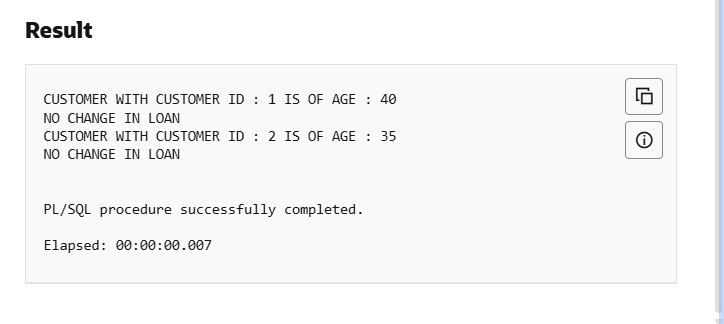 Result
CUSTOMER WITH CUSTOMER ID : 1 IS OF AGE : 40
NO CHANGE IN LOAN
CUSTOMER WITH CUSTOMER ID : 2 IS OF AGE : 35
NO CHANGE IN LOAN
PL/SQL procedure successfully completed.
Elapsed: 00:00:00.007